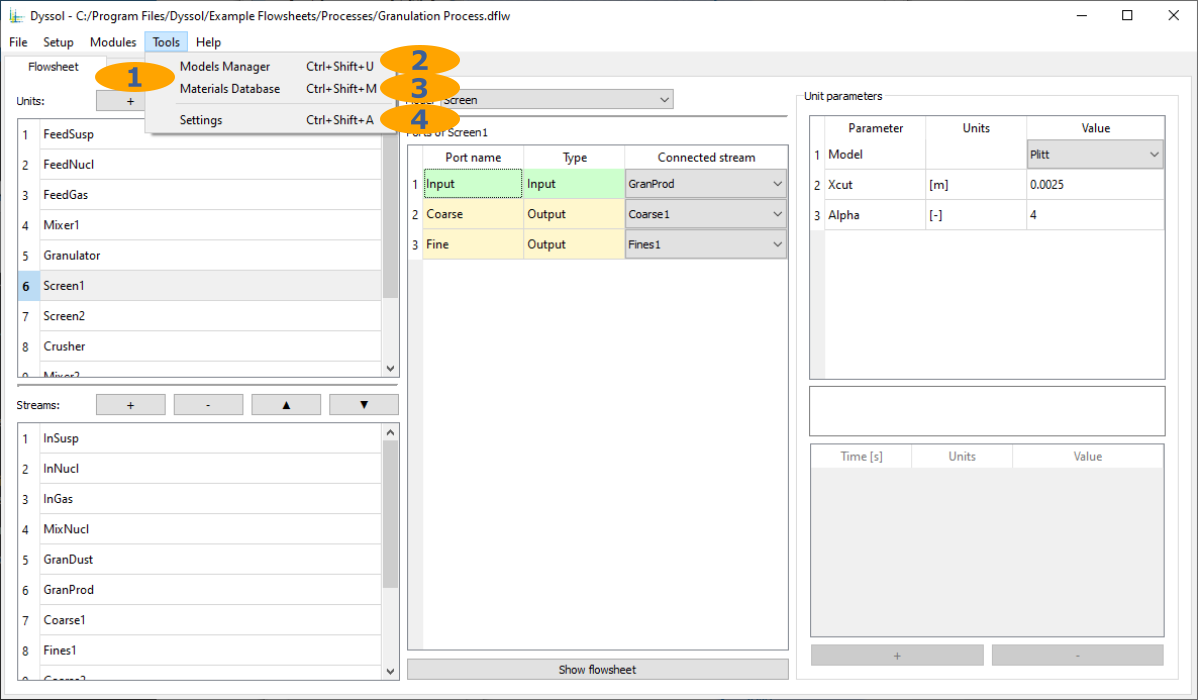 Dyssol - C:/Program Files/Dyssol/Example Flowsheets/Processes/Granulation Process.dflw
File Setup Modules Tools Help
Models Manager Ctrl+Shift+U
Materials Database Ctrl+Shift+M
Settings Ctrl+Shift+A
1
2
3
4
Flowsheet
Units:
+
1 FeedSusp
2 FeedNucl
3 FeedGas
4 Mixer1
5 Granulator
6 Screen1
7 Screen2
8 Crusher
9 Mixer2
Streams:
+ - ▲ ▼
1 InSusp
2 InNucl
3 InGas
4 MixNucl
5 GranDust
6 GranProd
7 Coarse1
8 Fines1
9 Coarse2
Screen
Ports of Screen1
Port name Type Connected stream
1 Input Input GranProd
2 Coarse Output Coarse1
3 Fine Output Fines1
Show flowsheet
Unit parameters
Parameter Units Value
1 Model Plitt
2 Xcut [m] 0.0025
3 Alpha [-] 4
Time [s] Units Value
+ -